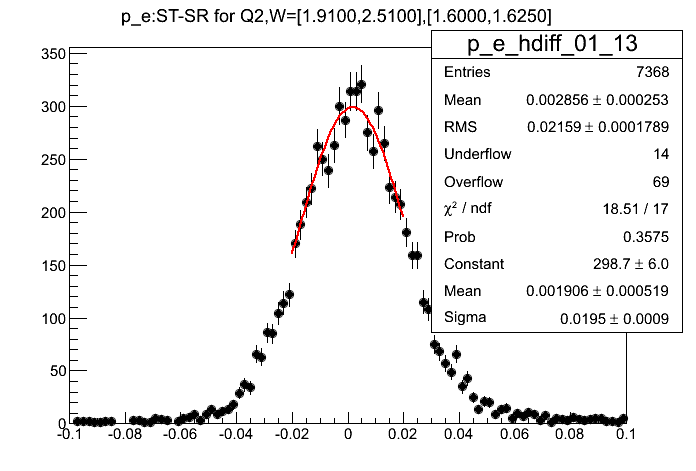 p_e:ST-SR for Q2,W=[1.9100,2.5100],[1.6000,1.6250]
p_e_hdiff_01_13
Entries 7368
Mean 0.002856 ± 0.000253
RMS 0.02159 ± 0.0001789
Underflow 14
Overflow 69
χ² / ndf 18.51 / 17
Prob 0.3575
Constant 298.7 ± 6.0
Mean 0.001906 ± 0.000519
Sigma 0.0195 ± 0.0009
350
300
250
200
150
100
50
0
-0.1 -0.08 -0.06 -0.04 -0.02 0 0.02 0.04 0.06 0.08 0.1